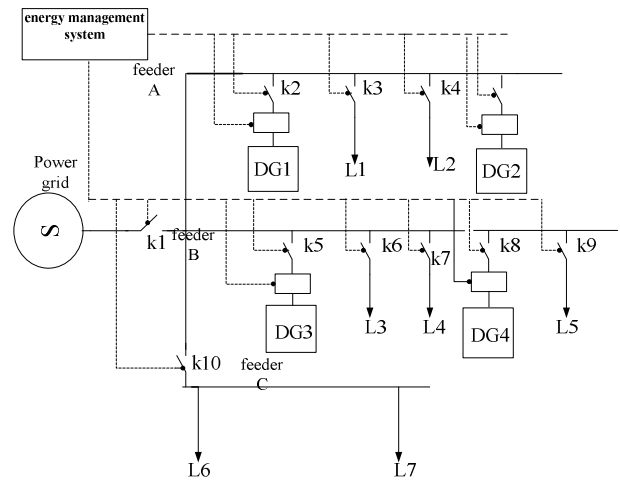 energy management
system
feeder
A
k2
k3
k4
DG1
L1
L2
DG2
Power
grid
S
k1
feeder
B
k5
k6
k7
k8
k9
DG3
L3
L4
DG4
L5
k10
feeder
C
L6
L7